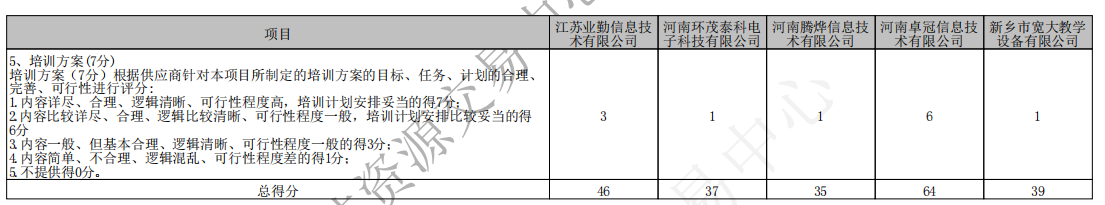 项目
江苏业勤信息技
术有限公司
河南环茂泰科电
子科技有限公司
河南腾烨信息技
术有限公司
河南卓冠信息技
术有限公司
新乡市宽大教学
设备有限公司
5、培训方案(7分)
培训方案（7分）根据供应商针对本项目所制定的培训方案的目标、任务、计划的合理、
完善、可行性进行评分:
1.内容详尽、合理、逻辑清晰、可行性程度高，培训计划安排妥当的得7分;
2.内容比较详尽、合理、逻辑比较清晰、可行性程度一般，培训计划安排比较妥当的得
6分
3.内容一般、但基本合理、逻辑清晰、可行性程度一般的得3分;
4.内容简单、不合理、逻辑混乱、可行性程度差的得1分;
5.不提供得0分。
3
1
1
6
1
总得分
46
37
35
64
39
资源交易中心
易中心